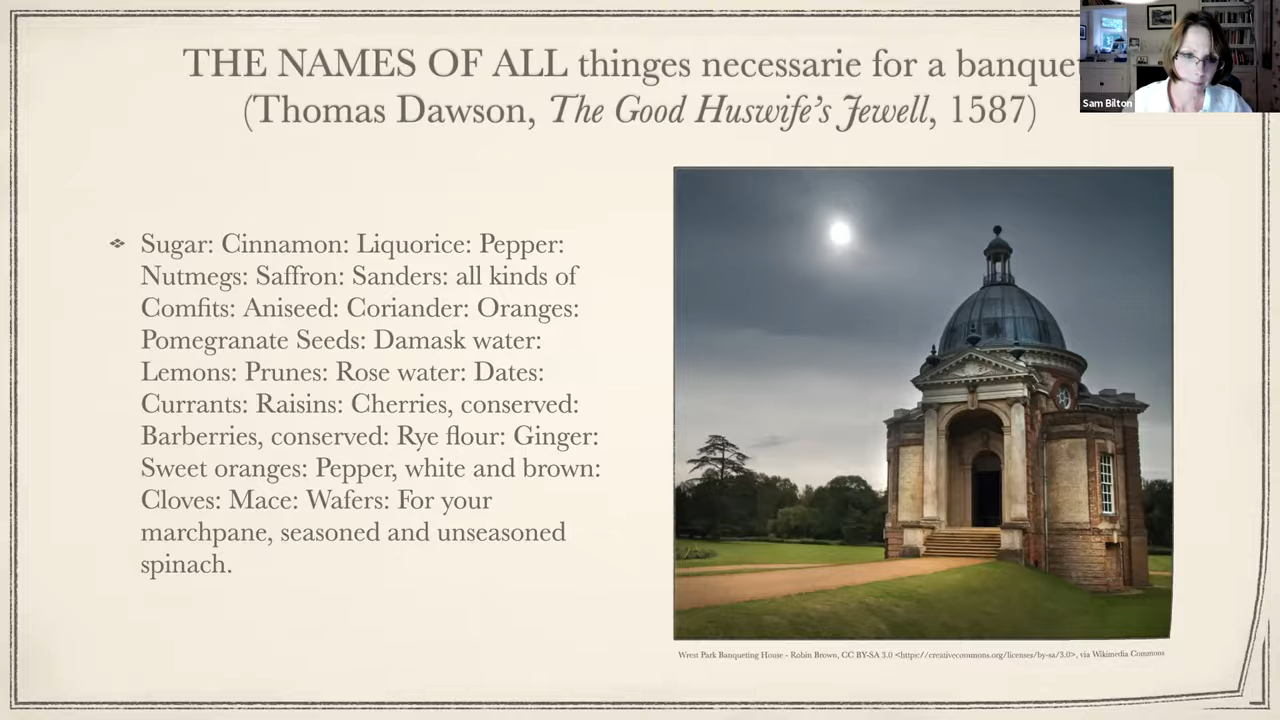 THE NAMES OF ALL thinges necessarie for a banque
(Thomas Dawson, The Good Huswife's Jewell, 1587)
Sam Bilton
❖ Sugar: Cinnamon: Liquorice: Pepper:
Nutmegs: Saffron: Sanders: all kinds of
Comfits: Aniseed: Coriander: Oranges:
Pomegranate Seeds: Damask water:
Lemons: Prunes: Rose water: Dates:
Currants: Raisins: Cherries, conserved:
Barberries, conserved: Rye flour: Ginger:
Sweet oranges: Pepper, white and brown:
Cloves: Mace: Wafers: For your
marchpane, seasoned and unseasoned
spinach.
Wrest Park Banqueting House - Robin Brown, CC BY-SA 3.0 <https://creativecommons.org/licenses/by-sa/3.0>, via Wikimedia Commons